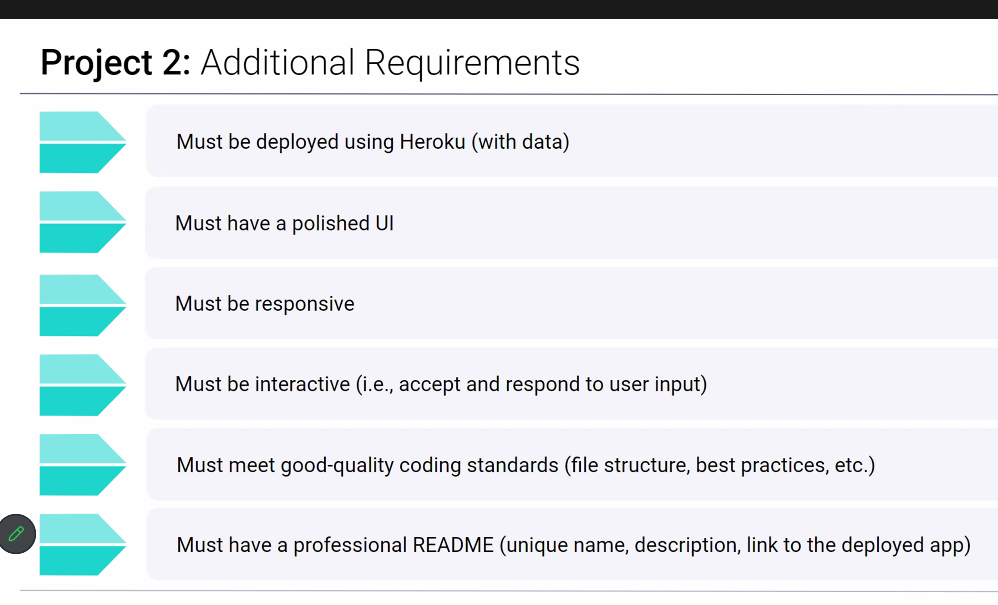 Project 2: Additional Requirements
Must be deployed using Heroku (with data)
Must have a polished UI
Must be responsive
Must be interactive (i.e., accept and respond to user input)
Must meet good-quality coding standards (file structure, best practices, etc.)
Must have a professional README (unique name, description, link to the deployed app)